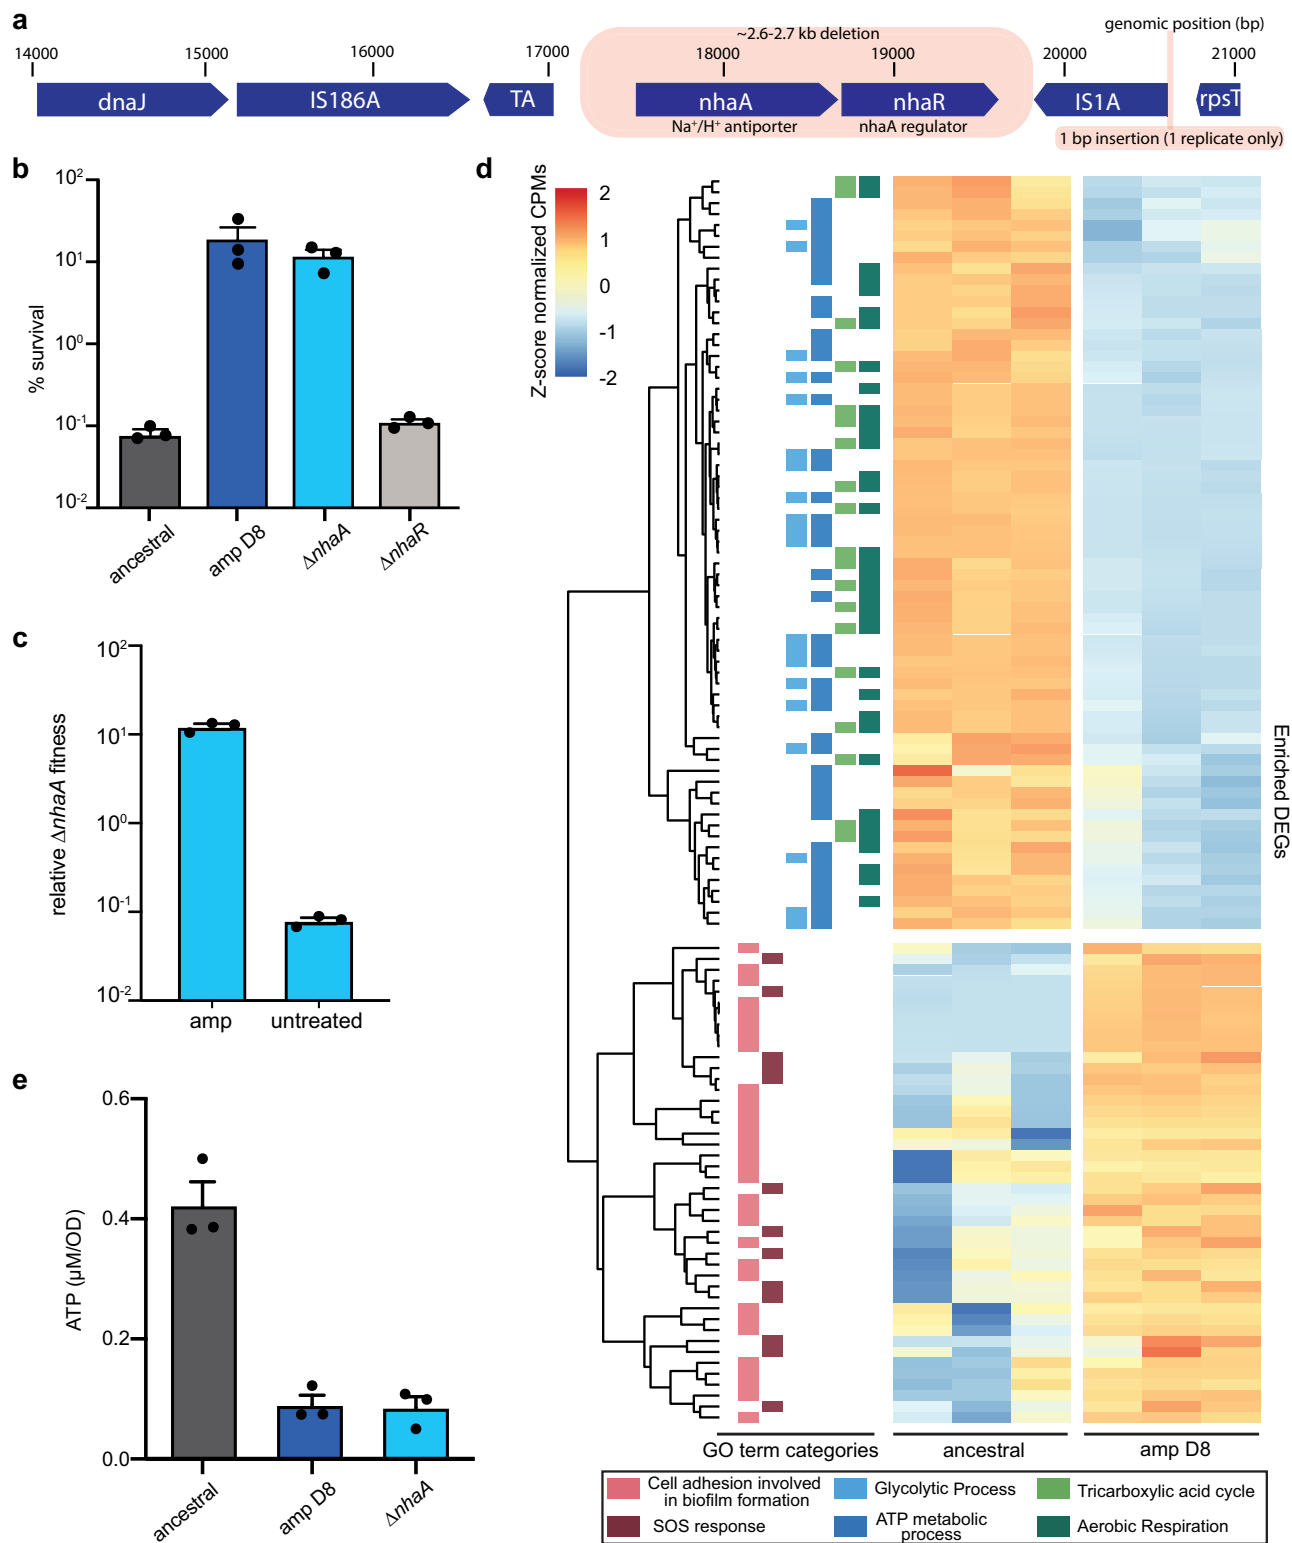 a
genomic position (bp)
~2.6-2.7 kb deletion
14000 15000 16000 17000 18000 19000 20000 21000
dnaJ IS186A TA nhaA nhaR IS1A rpsT
Na⁺/H⁺ antiporter nhaA regulator
1 bp insertion (1 replicate only)
b
% survival
10²
10¹
10⁰
10⁻¹
10⁻²
ancestral amp D8 ΔnhaA ΔnhaR
c
relative ΔnhaA fitness
10²
10¹
10⁰
10⁻¹
10⁻²
amp untreated
d
Z-score normalized CPMs
2
1
0
-1
-2
Enriched DEGs
GO term categories ancestral amp D8
Cell adhesion involved
in biofilm formation
Glycolytic Process
Tricarboxylic acid cycle
SOS response
ATP metabolic
process
Aerobic Respiration
e
ATP (μM/OD)
0.6
0.4
0.2
0.0
ancestral amp D8 ΔnhaA